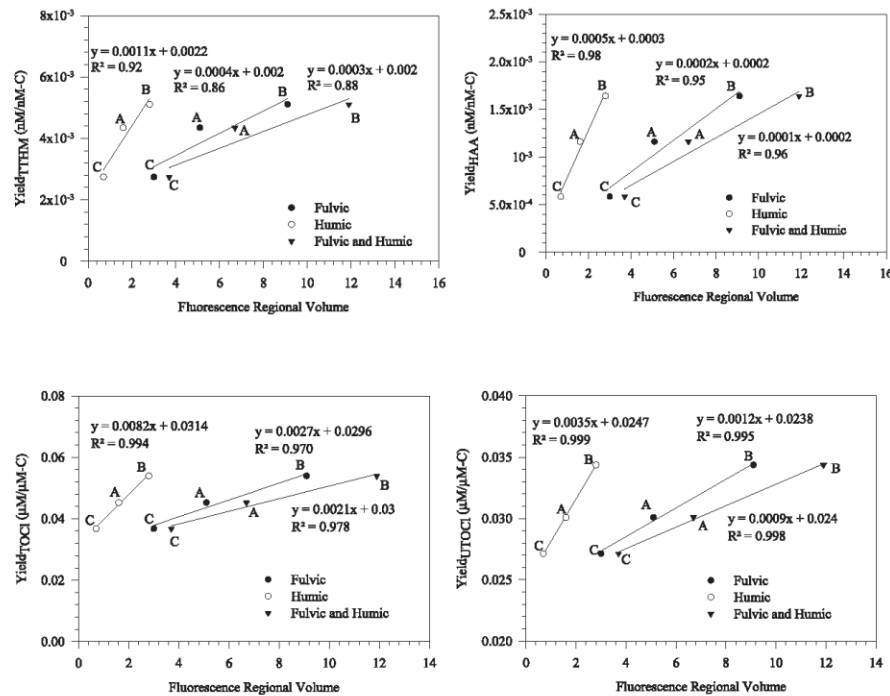 8x10⁻³
6x10⁻³
4x10⁻³
2x10⁻³
0
Yield_TTHM (nM/nM-C)
y = 0.0011x + 0.0022
R² = 0.92
y = 0.0004x + 0.002
R² = 0.86
y = 0.0003x + 0.002
R² = 0.88
B
B
A
A
A
B
C
C
C
Fulvic
Humic
Fulvic and Humic
0 2 4 6 8 10 12 14 16
Fluorescence Regional Volume
2.5x10⁻³
2.0x10⁻³
1.5x10⁻³
1x10⁻³
5.0x10⁻⁴
0
Yield_HAA (nM/nM-C)
y = 0.0005x + 0.0003
R² = 0.98
y = 0.0002x + 0.0002
R² = 0.95
B
B
B
A
A
A
y = 0.0001x + 0.0002
R² = 0.96
C
C
C
Fulvic
Humic
Fulvic and Humic
0 2 4 6 8 10 12 14 16
Fluorescence Regional Volume
0.08
0.06
0.04
0.02
0.00
Yield_TOCl (µM/µM-C)
y = 0.0082x + 0.0314
R² = 0.994
y = 0.0027x + 0.0296
R² = 0.970
B
B
B
A
A
A
y = 0.0021x + 0.03
R² = 0.978
C
C
C
Fulvic
Humic
Fulvic and Humic
0 2 4 6 8 10 12 14
Fluorescence Regional Volume
0.040
0.035
0.030
0.025
0.020
Yield_UTOCl (µM/µM-C)
y = 0.0035x + 0.0247
R² = 0.999
y = 0.0012x + 0.0238
R² = 0.995
B
B
B
A
A
A
y = 0.0009x + 0.024
R² = 0.998
C
C
C
Fulvic
Humic
Fulvic and Humic
0 2 4 6 8 10 12 14
Fluorescence Regional Volume